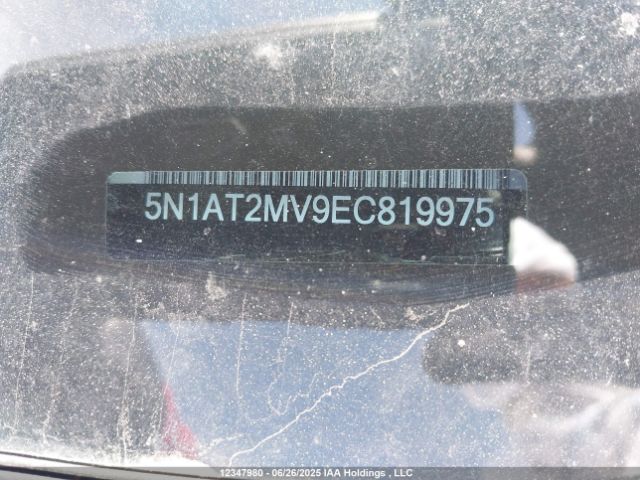 5N1AT2MV9EC819975
12347980 - 06/26/2025 IAA Holdings , LLC